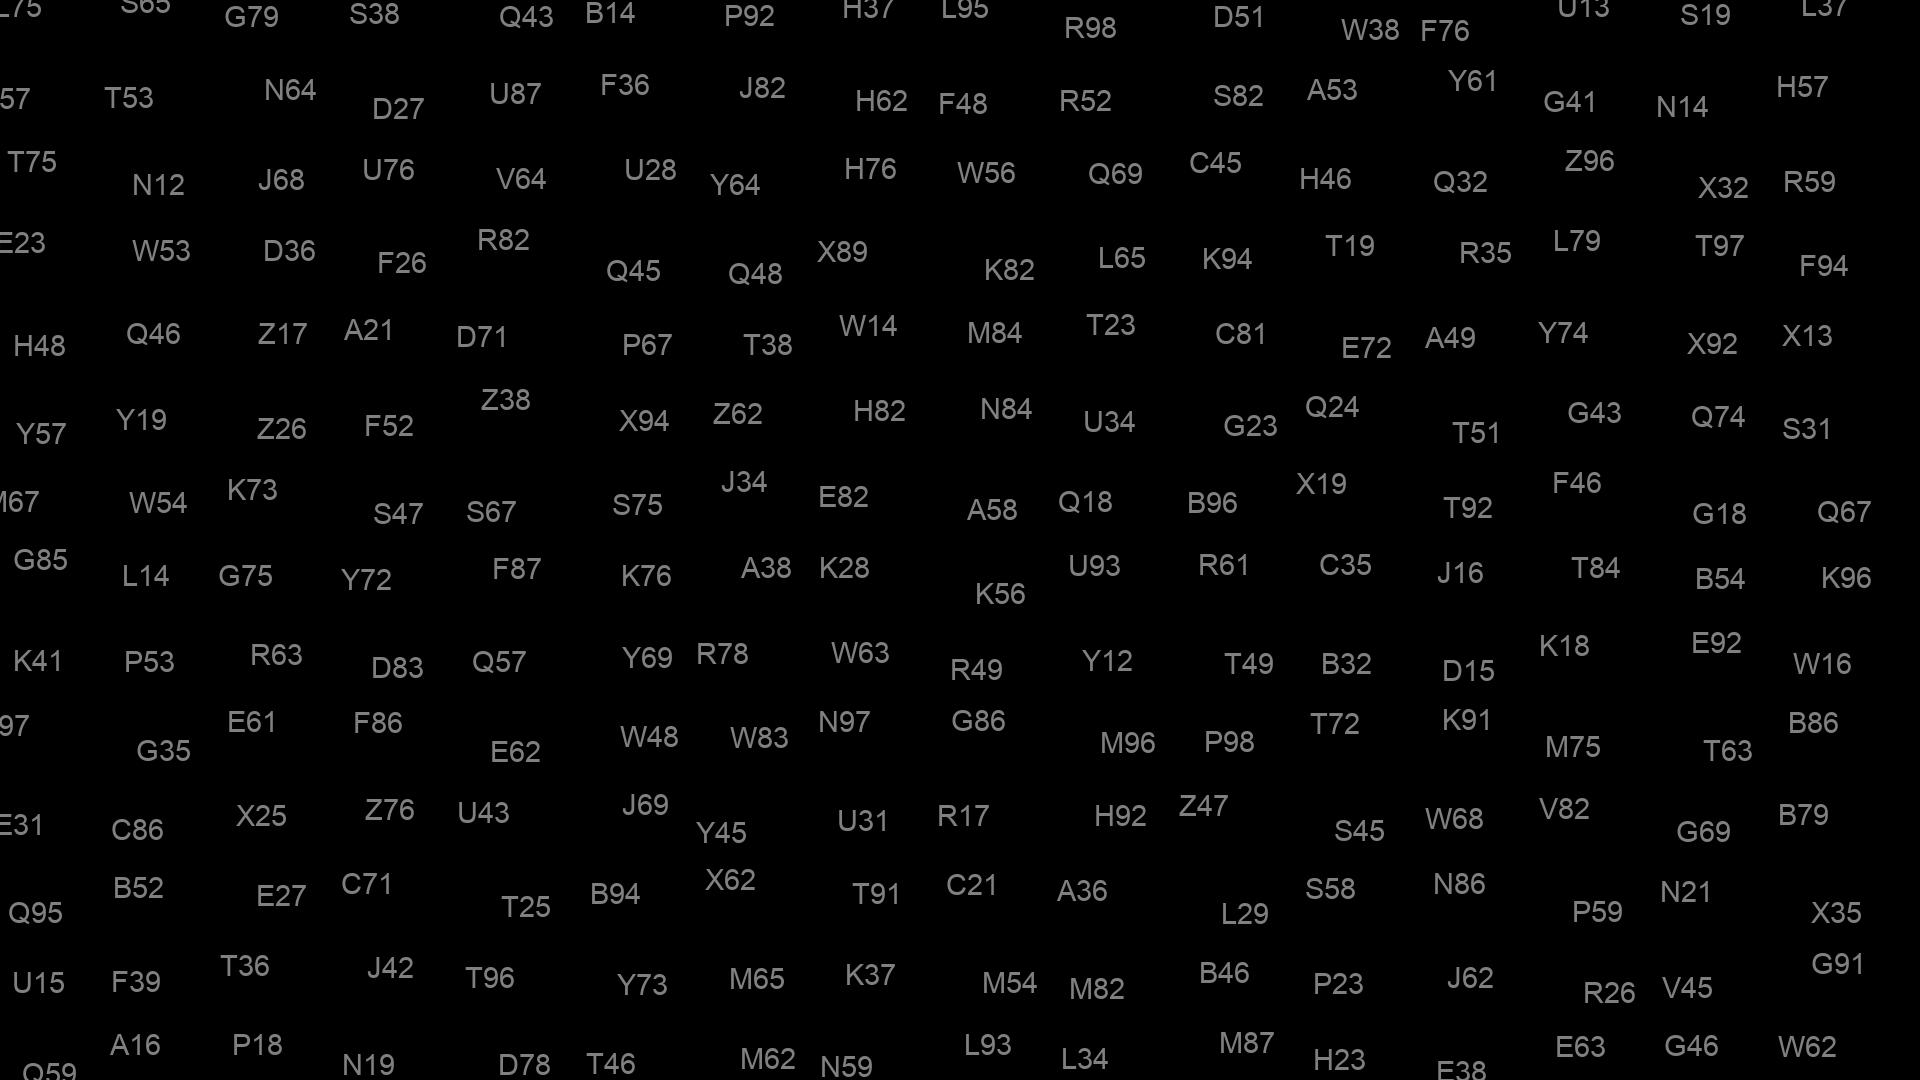 L75 S65 G79 S38 Q43 B14 P92 H37 L95 R98 D51 W38 F76 U13 S19 L37
57 T53 N64 D27 U87 F36 J82 H62 F48 R52 S82 A53 Y61 G41 N14 H57
T75 N12 J68 U76 V64 U28 Y64 H76 W56 Q69 C45 H46 Q32 Z96 X32 R59
E23 W53 D36 F26 R82 Q45 Q48 X89 K82 L65 K94 T19 R35 L79 T97 F94
H48 Q46 Z17 A21 D71 P67 T38 W14 M84 T23 C81 E72 A49 Y74 X92 X13
Y57 Y19 Z26 F52 Z38 X94 Z62 H82 N84 U34 G23 Q24 T51 G43 Q74 S31
M67 W54 K73 S47 S67 S75 J34 E82 A58 Q18 B96 X19 T92 F46 G18 Q67
G85 L14 G75 Y72 F87 K76 A38 K28 K56 U93 R61 C35 J16 T84 B54 K96
K41 P53 R63 D83 Q57 Y69 R78 W63 R49 Y12 T49 B32 D15 K18 E92 W16
97 G35 E61 F86 E62 W48 W83 N97 G86 M96 P98 T72 K91 M75 T63 B86
E31 C86 X25 Z76 U43 J69 Y45 U31 R17 H92 Z47 S45 W68 V82 G69 B79
Q95 B52 E27 C71 T25 B94 X62 T91 C21 A36 L29 S58 N86 P59 N21 X35
U15 F39 T36 J42 T96 Y73 M65 K37 M54 M82 B46 P23 J62 R26 V45 G91
Q59 A16 P18 N19 D78 T46 M62 N59 L93 L34 M87 H23 E38 E63 G46 W62